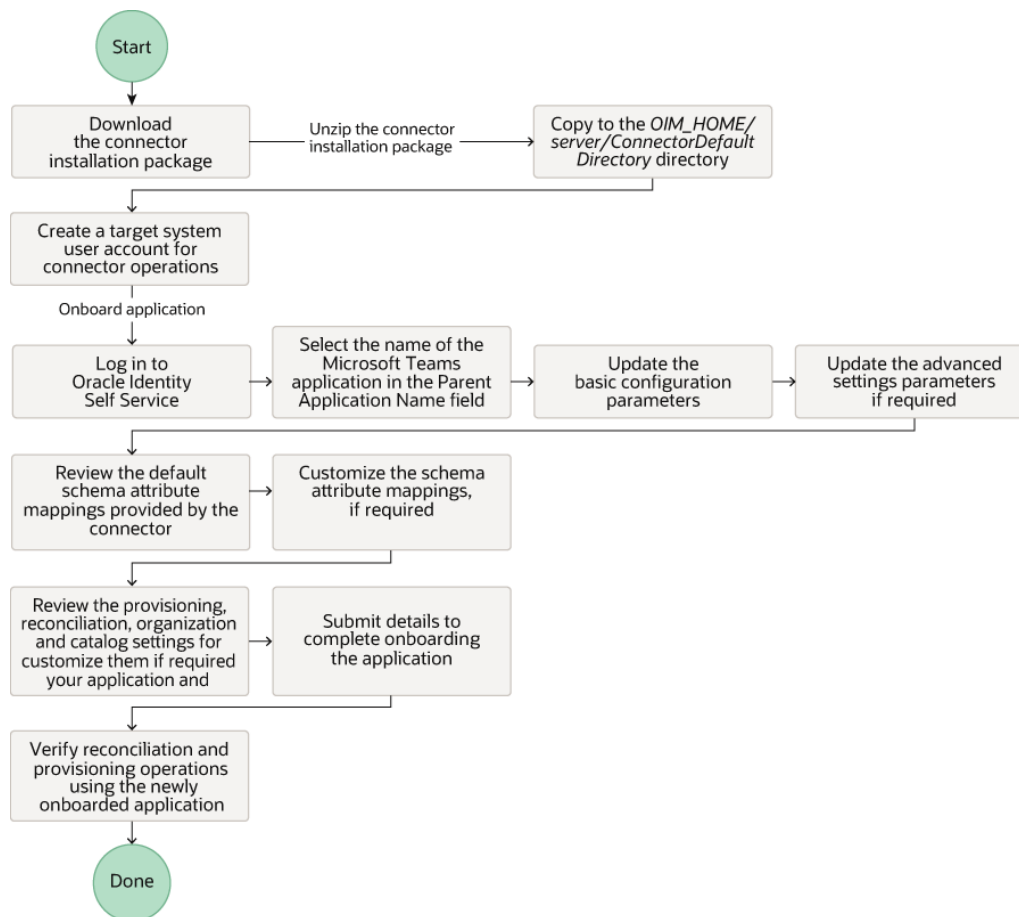 Start
Download
the connector
installation package
Unzip the connector
installation package
Copy to the OIM_HOME/
server/ConnectorDefault
Directory directory
Create a target system
user account for
connector operations
Onboard application
Log in to
Oracle Identity
Self Service
Select the name of the
Microsoft Teams
application in the Parent
Application Name field
Update the
basic configuration
parameters
Update the advanced
settings parameters
if required
Review the default
schema attribute
mappings provided by the
connector
Customize the schema
attribute mappings,
if required
Review the provisioning,
reconciliation, organization
and catalog settings for
customize them if required
your application and
Submit details to
complete onboarding
the application
Verify reconciliation and
provisioning operations
using the newly
onboarded application
Done